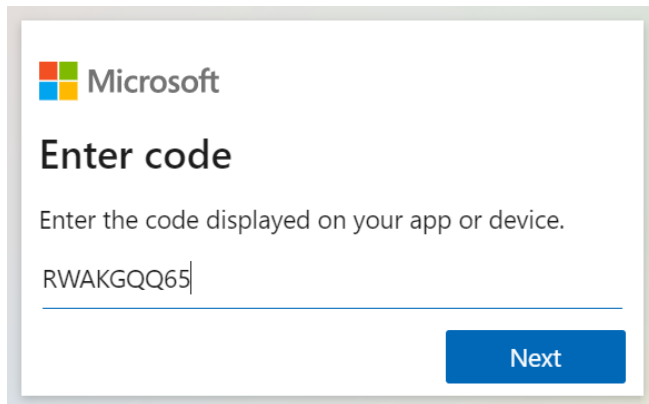 Microsoft
Enter code
Enter the code displayed on your app or device.
RWAKGQQ65
Next